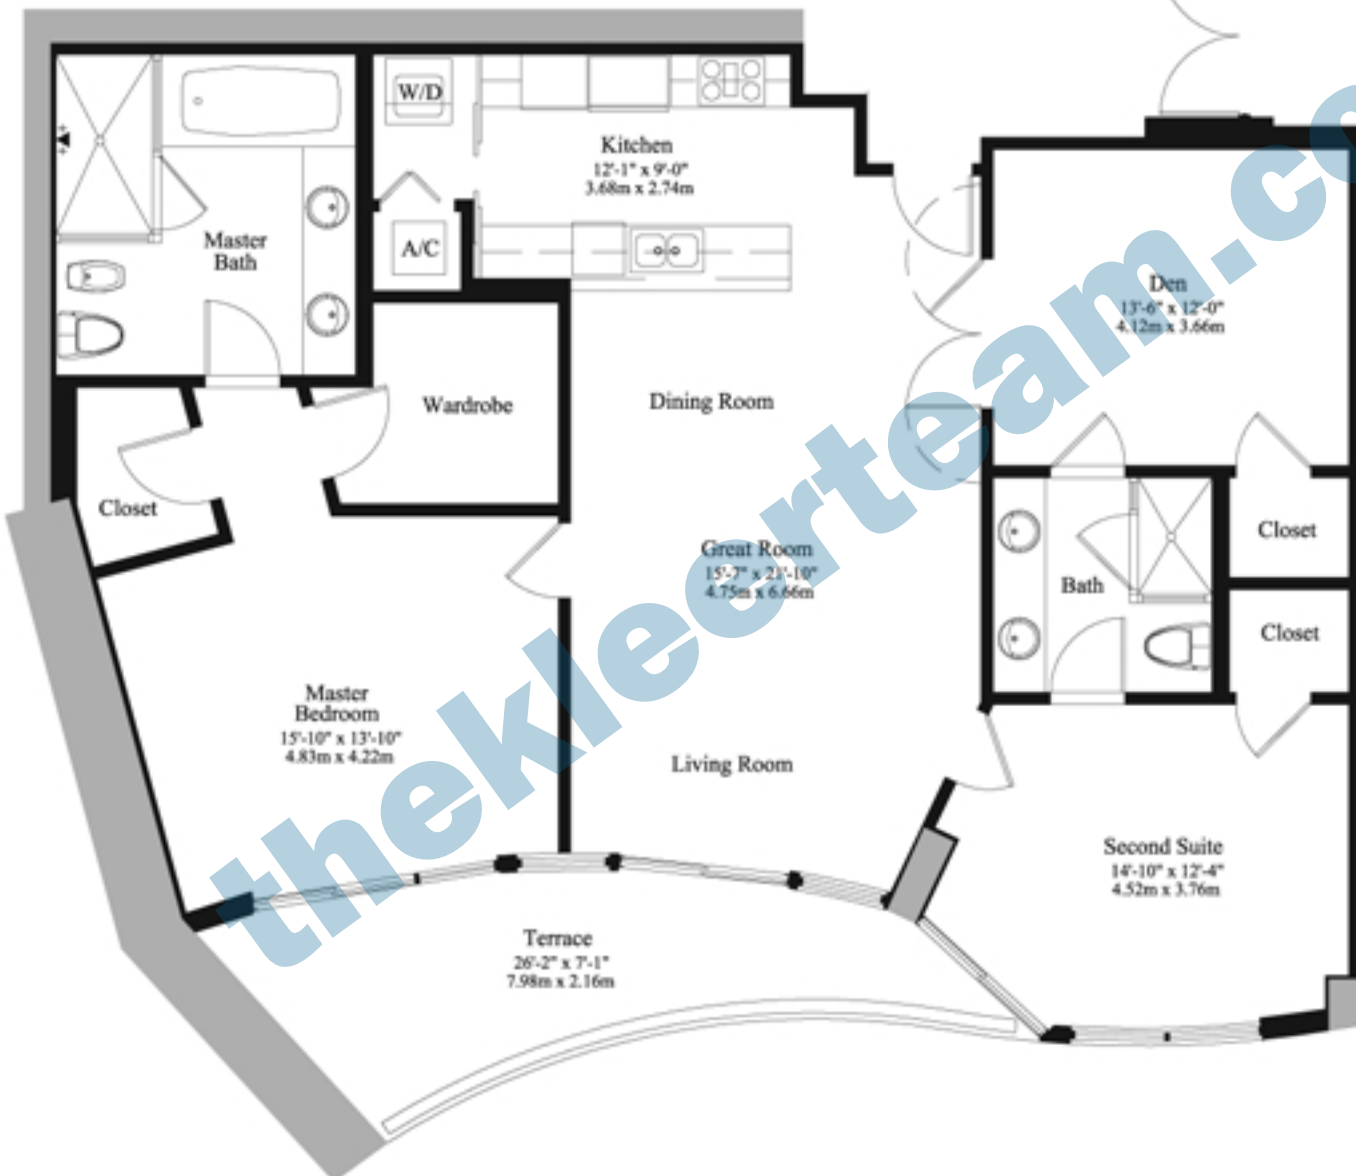 W/D
Kitchen
12'-1" x 9'-0"
3.68m x 2.74m
Master
Bath
A/C
Den
13'-6" x 12'-0"
4.12m x 3.66m
Wardrobe
Dining Room
Closet
Great Room
15'-7" x 21'-10"
4.75m x 6.66m
Closet
Bath
Closet
Master
Bedroom
15'-10" x 13'-10"
4.83m x 4.22m
Living Room
Second Suite
14'-10" x 12'-4"
4.52m x 3.76m
Terrace
26'-2" x 7'-1"
7.98m x 2.16m
thekleerteam.co